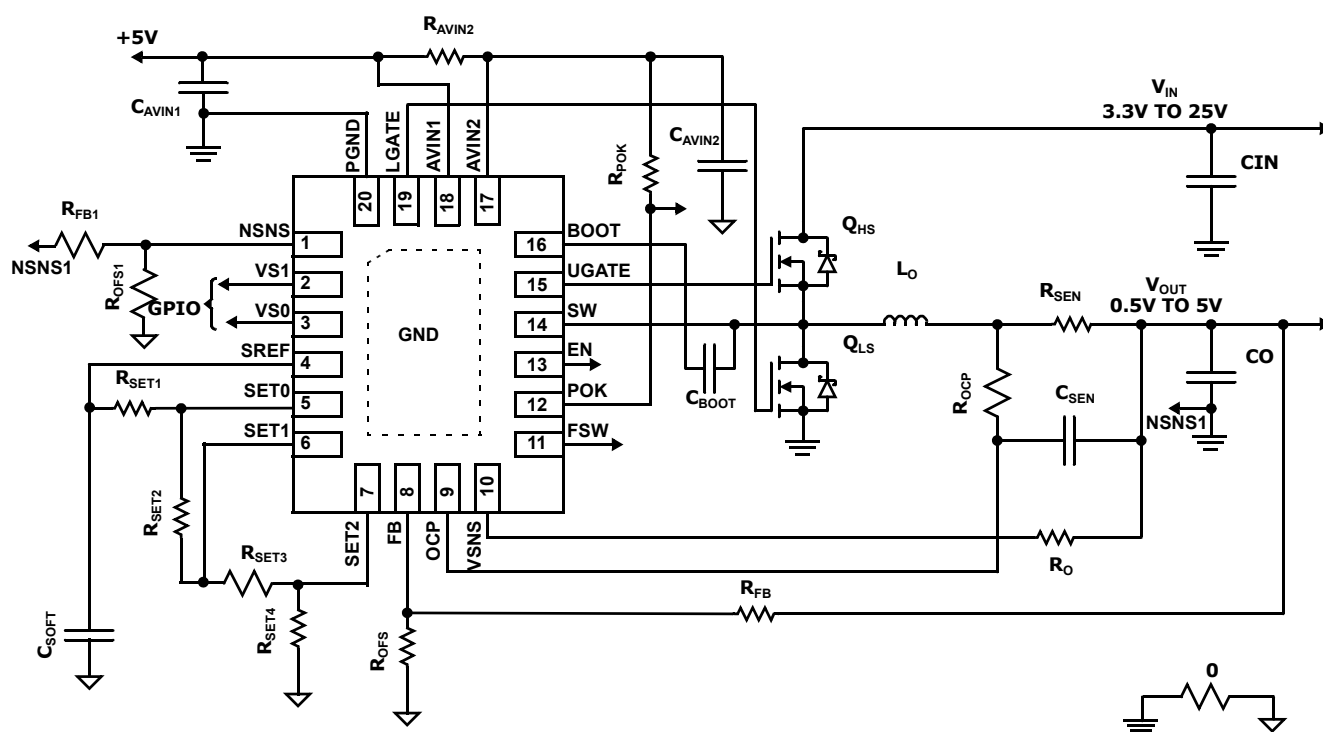 +5V
RAVIN2
CAVIN1
PGND
LGATE
AVIN1
AVIN2
CAVIN2
RPOK
VIN
3.3V TO 25V
CIN
20
19
18
17
RFB1
NSNS1
ROFS1
NSNS
1
VS1
2
GPIO
VS0
3
SREF
4
RSET1
SET0
5
SET1
6
GND
16
BOOT
15
UGATE
14
SW
13
EN
12
POK
11
FSW
QHS
QLS
CBOOT
LO
RSEN
VOUT
0.5V TO 5V
CO
NSNS1
ROCP
CSEN
7
8
9
10
SET2
FB
OCP
VSNS
RO
RSET2
RSET3
RSET4
CSOFT
RFB
ROFS
0